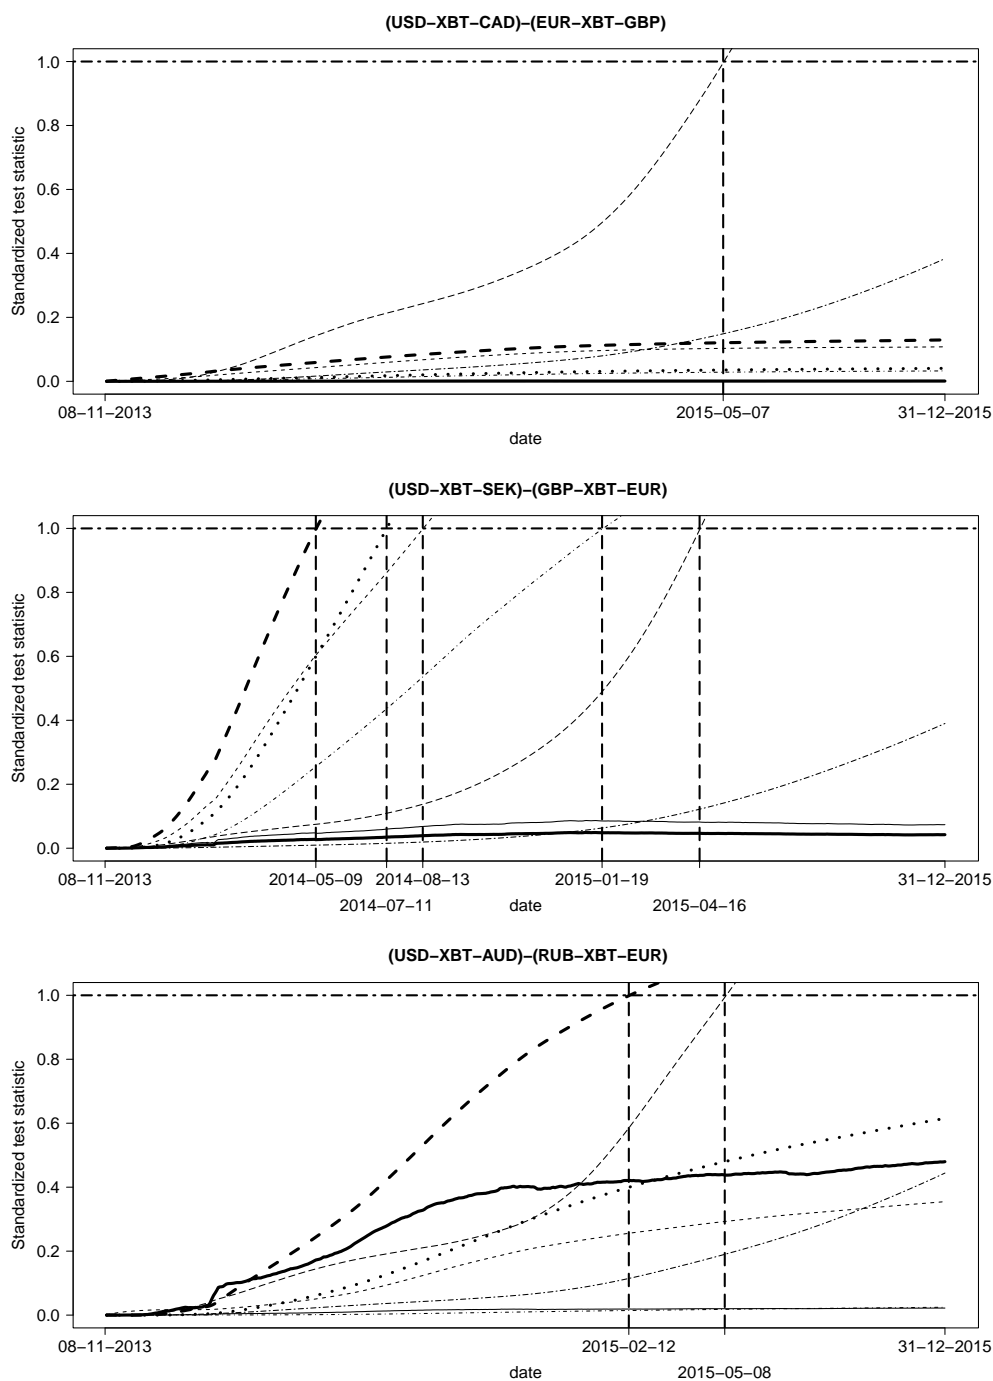 (USD−XBT−CAD)−(EUR−XBT−GBP)
Standardized test statistic
1.0
0.8
0.6
0.4
0.2
0.0
08−11−2013 2015−05−07 31−12−2015
date
(USD−XBT−SEK)−(GBP−XBT−EUR)
Standardized test statistic
1.0
0.8
0.6
0.4
0.2
0.0
08−11−2013 2014−05−09 2014−08−13 2015−01−19 31−12−2015
2014−07−11 date 2015−04−16
(USD−XBT−AUD)−(RUB−XBT−EUR)
Standardized test statistic
1.0
0.8
0.6
0.4
0.2
0.0
08−11−2013 2015−02−12 31−12−2015
date 2015−05−08